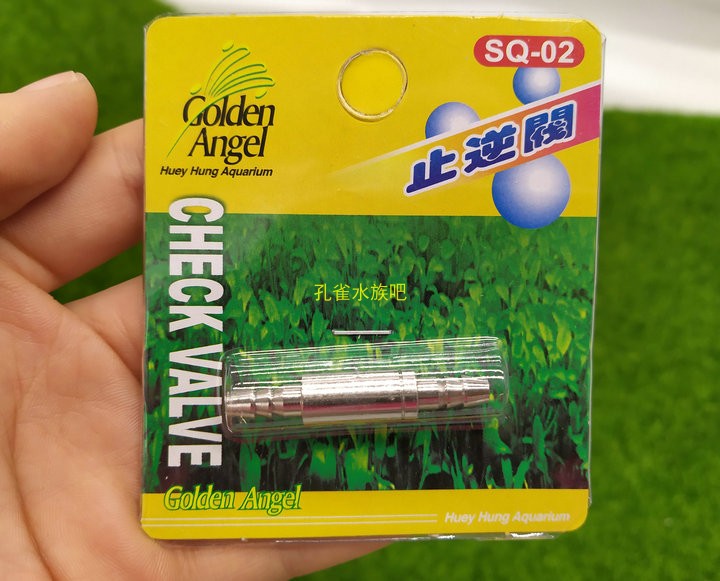 Golden
Angel
Huey Hung Aquarium
SQ-02
止逆閥
CHECK VALVE
孔雀水族吧
Golden Angel
Huey Hung Aquarium